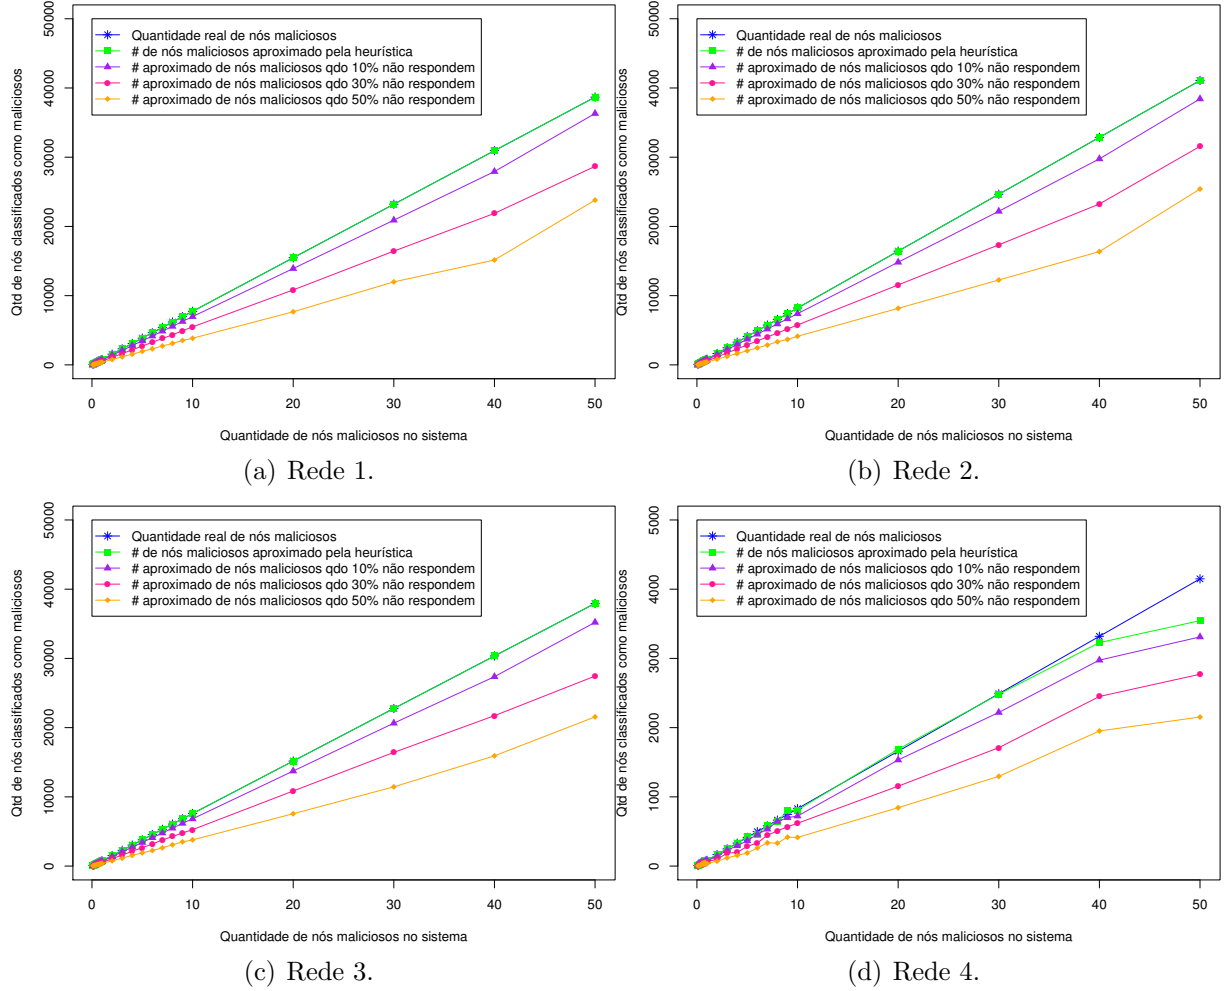 50000
40000
30000
20000
10000
0
Qtd de nós classificados como maliciosos
Quantidade real de nós maliciosos
# de nós maliciosos aproximado pela heurística
# aproximado de nós maliciosos qdo 10% não respondem
# aproximado de nós maliciosos qdo 30% não respondem
# aproximado de nós maliciosos qdo 50% não respondem
0 10 20 30 40 50
Quantidade de nós maliciosos no sistema
(a) Rede 1.
50000
40000
30000
20000
10000
0
Qtd de nós classificados como maliciosos
Quantidade real de nós maliciosos
# de nós maliciosos aproximado pela heurística
# aproximado de nós maliciosos qdo 10% não respondem
# aproximado de nós maliciosos qdo 30% não respondem
# aproximado de nós maliciosos qdo 50% não respondem
0 10 20 30 40 50
Quantidade de nós maliciosos no sistema
(b) Rede 2.
50000
40000
30000
20000
10000
0
Qtd de nós classificados como maliciosos
Quantidade real de nós maliciosos
# de nós maliciosos aproximado pela heurística
# aproximado de nós maliciosos qdo 10% não respondem
# aproximado de nós maliciosos qdo 30% não respondem
# aproximado de nós maliciosos qdo 50% não respondem
0 10 20 30 40 50
Quantidade de nós maliciosos no sistema
(c) Rede 3.
5000
4000
3000
2000
1000
0
Qtd de nós classificados como maliciosos
Quantidade real de nós maliciosos
# de nós maliciosos aproximado pela heurística
# aproximado de nós maliciosos qdo 10% não respondem
# aproximado de nós maliciosos qdo 30% não respondem
# aproximado de nós maliciosos qdo 50% não respondem
0 10 20 30 40 50
Quantidade de nós maliciosos no sistema
(d) Rede 4.